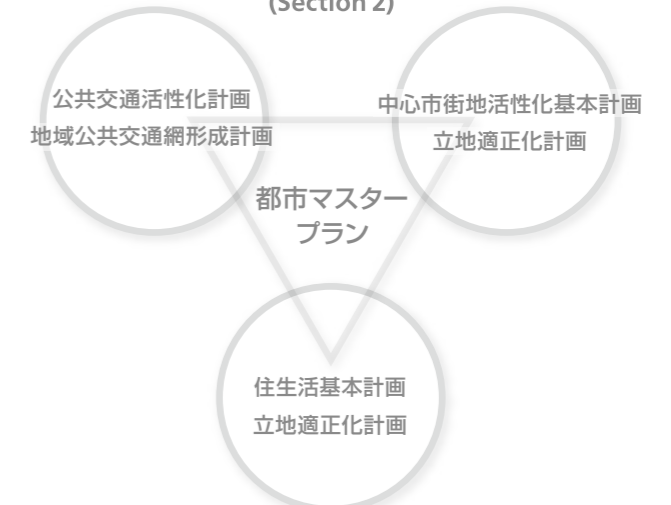 (Section 2)
公共交通活性化計画
地域公共交通網形成計画
中心市街地活性化基本計画
立地適正化計画
都市マスター
プラン
住生活基本計画
立地適正化計画